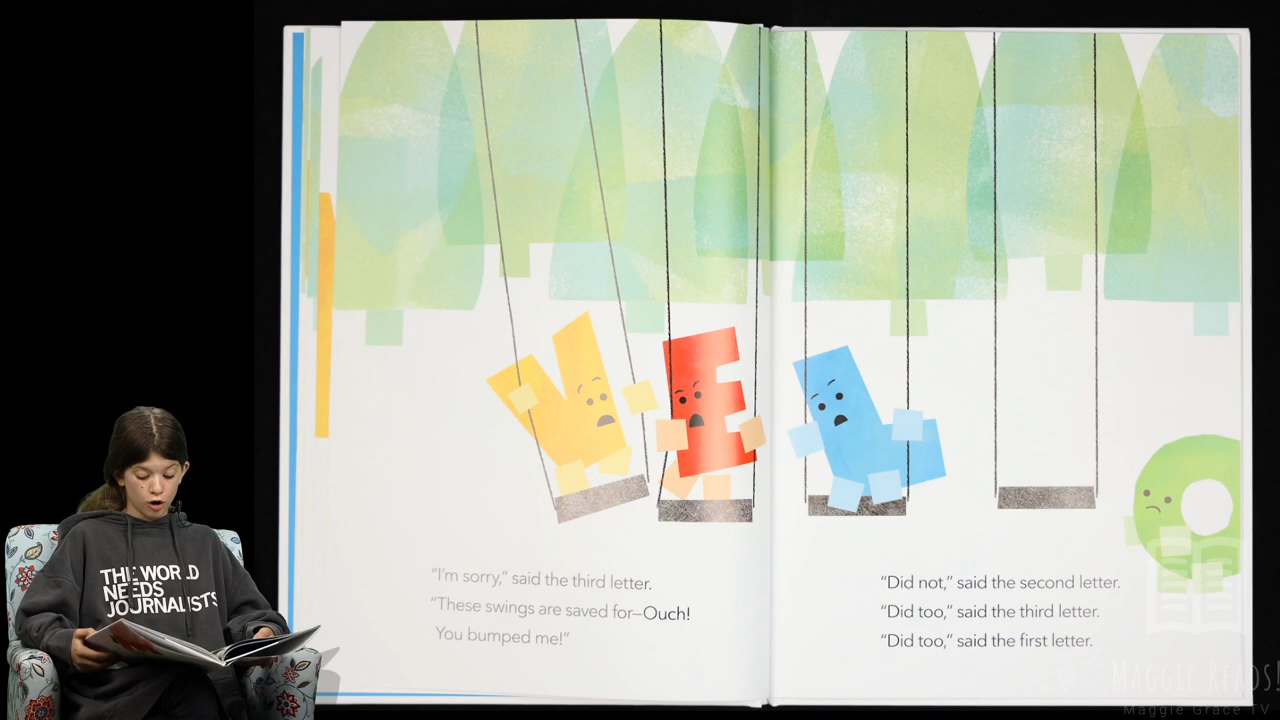 "I'm sorry," said the third letter.
"These swings are saved for—Ouch!
You bumped me!"
"Did not," said the second letter.
"Did too," said the third letter.
"Did too," said the first letter.
THE WORLD
NEEDS
JOURNALISTS
Maggie Reads!
Maggie Grace TV